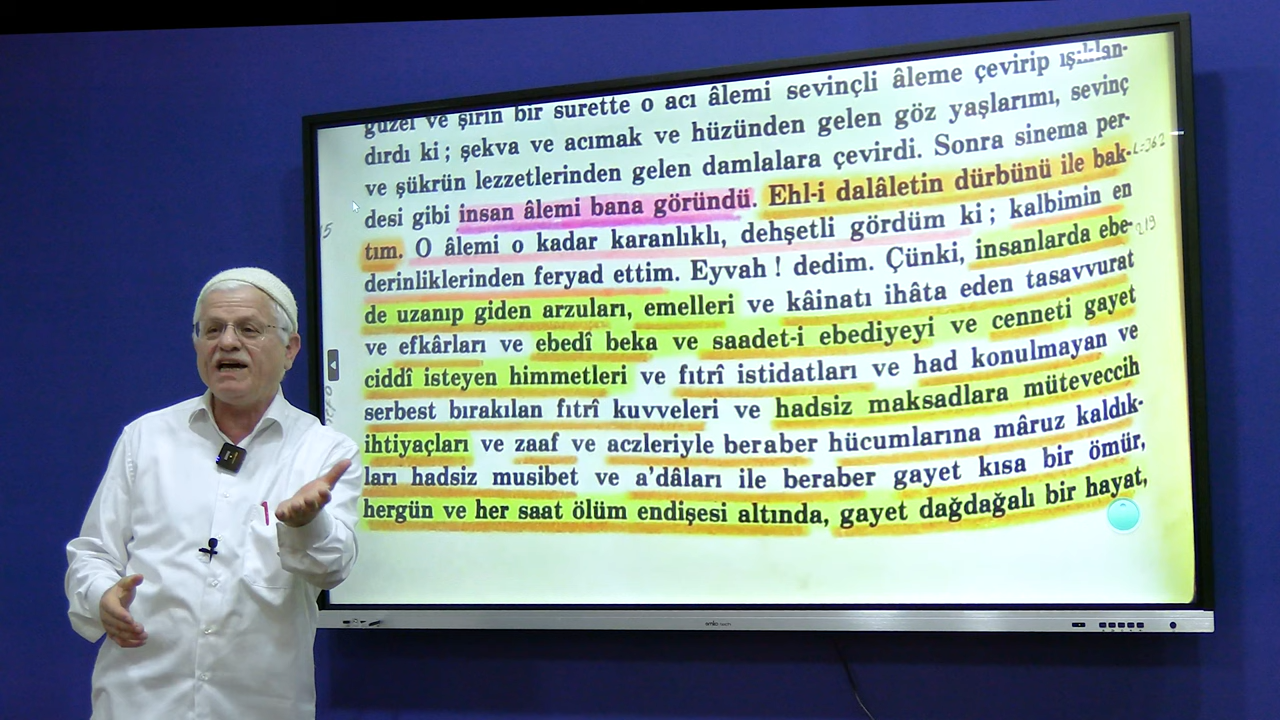 güzel ve şirin bir surette o acı âlemi sevinçli âleme çevirip ışıklan-
dırdı ki; şekva ve acımak ve hüzünden gelen göz yaşlarımı, sevinç
ve şükrün lezzetlerinden gelen damlalara çevirdi. Sonra sinema per-
desi gibi insan âlemi bana göründü. Ehl-i dalâletin dürbünü ile bak-
tım. O âlemi o kadar karanlıklı, dehşetli gördüm ki; kalbimin en
derinliklerinden feryad ettim. Eyvah! dedim. Çünki, insanlarda ebe-
de uzanıp giden arzuları, emelleri ve kâinatı ihâta eden tasavvurat
ve efkârları ve ebedî beka ve saadet-i ebediyeyi ve cenneti gayet
ciddî isteyen himmetleri ve fıtrî istidatları ve had konulmayan ve
serbest bırakılan fıtrî kuvveleri ve hadsiz maksadlara müteveccih
ihtiyaçları ve zaaf ve aczleriyle beraber hücumlarına mâruz kaldık-
ları hadsiz musibet ve a'dâları ile beraber gayet kısa bir ömür,
hergün ve her saat ölüm endişesi altında, gayet dağdağalı bir hayat,
L=362
219